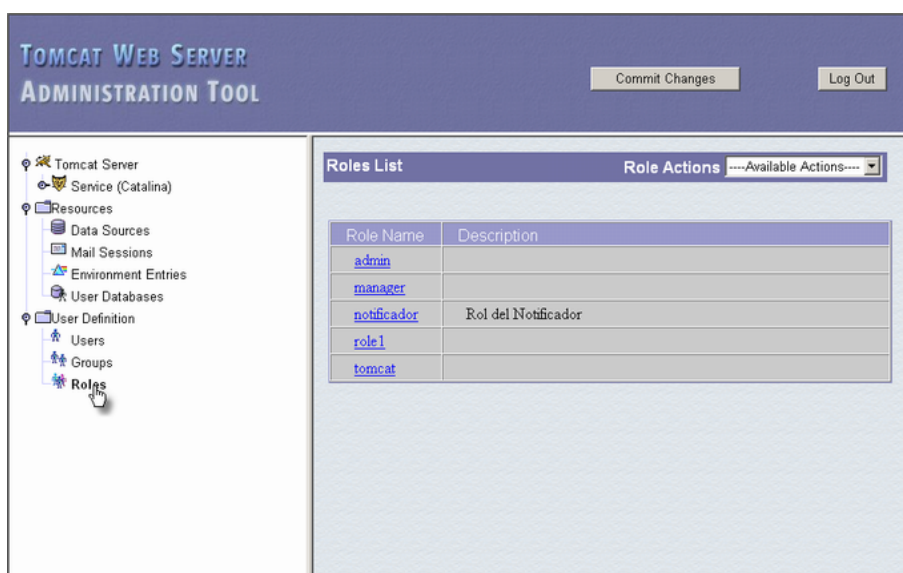 TOMCAT WEB SERVER
ADMINISTRATION TOOL
Commit Changes
Log Out
Tomcat Server
Service (Catalina)
Resources
Data Sources
Mail Sessions
Environment Entries
User Databases
User Definition
Users
Groups
Roles
Roles List
Role Actions ----Available Actions----
Role Name Description
admin
manager
notificador Rol del Notificador
role1
tomcat